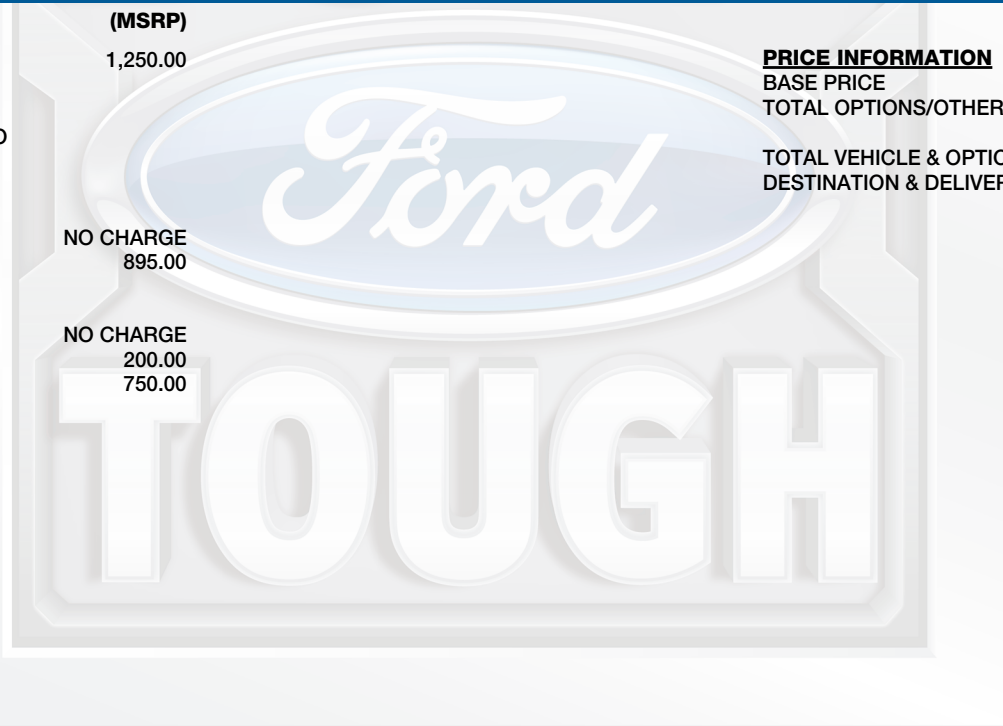 (MSRP)
1,250.00
NO CHARGE
895.00
NO CHARGE
200.00
750.00
PRICE INFORMATION
BASE PRICE
TOTAL OPTIONS/OTHER
TOTAL VEHICLE & OPTIO
DESTINATION & DELIVER
Ford
TOUGH